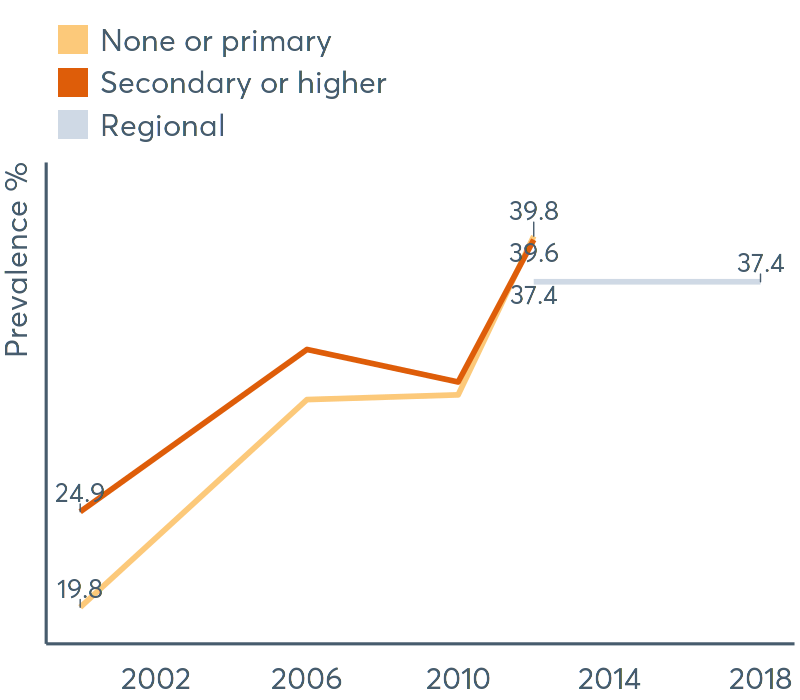 None or primary
Secondary or higher
Regional
Prevalence %
39.8
39.6
37.4
37.4
24.9
19.8
2002 2006 2010 2014 2018